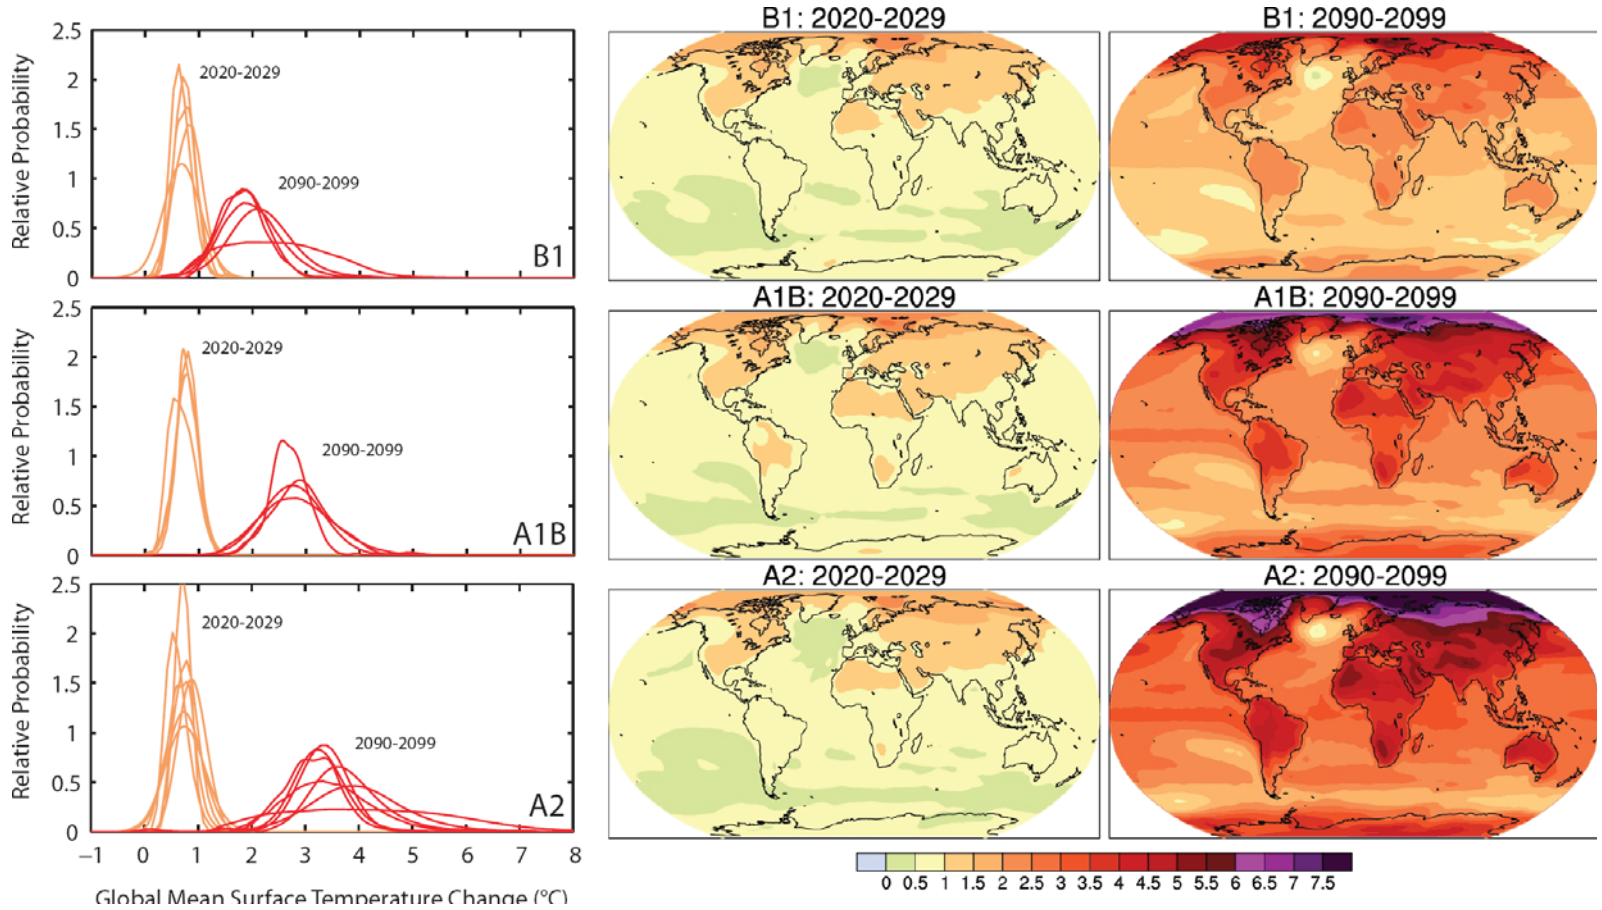 B1: 2020-2029
B1: 2090-2099
2.5
2
1.5
1
0.5
0
Relative Probability
2020-2029
2090-2099
B1
A1B: 2020-2029
A1B: 2090-2099
2.5
2
1.5
1
0.5
0
Relative Probability
2020-2029
2090-2099
A1B
A2: 2020-2029
A2: 2090-2099
2.5
2
1.5
1
0.5
0
Relative Probability
2020-2029
2090-2099
A2
−1 0 1 2 3 4 5 6 7 8
Global Mean Surface Temperature Change (°C)
0 0.5 1 1.5 2 2.5 3 3.5 4 4.5 5 5.5 6 6.5 7 7.5